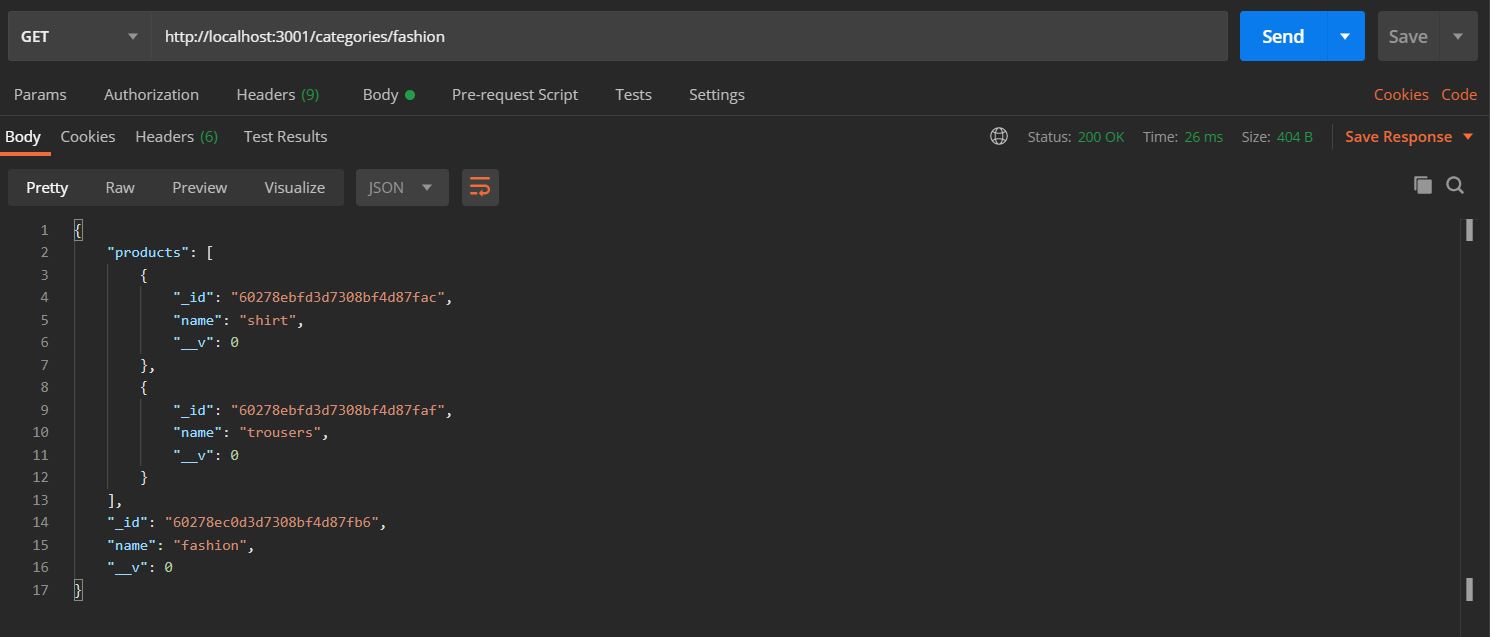 GET http://localhost:3001/categories/fashion Send Save
Params Authorization Headers (9) Body Pre-request Script Tests Settings Cookies Code
Body Cookies Headers (6) Test Results Status: 200 OK Time: 26 ms Size: 404 B Save Response
Pretty Raw Preview Visualize JSON
1 {
2 "products": [
3 {
4 "_id": "60278ebfd3d7308bf4d87fac",
5 "name": "shirt",
6 "__v": 0
7 },
8 {
9 "_id": "60278ebfd3d7308bf4d87faf",
10 "name": "trousers",
11 "__v": 0
12 }
13 ],
14 "_id": "60278ec0d3d7308bf4d87fb6",
15 "name": "fashion",
16 "__v": 0
17 }